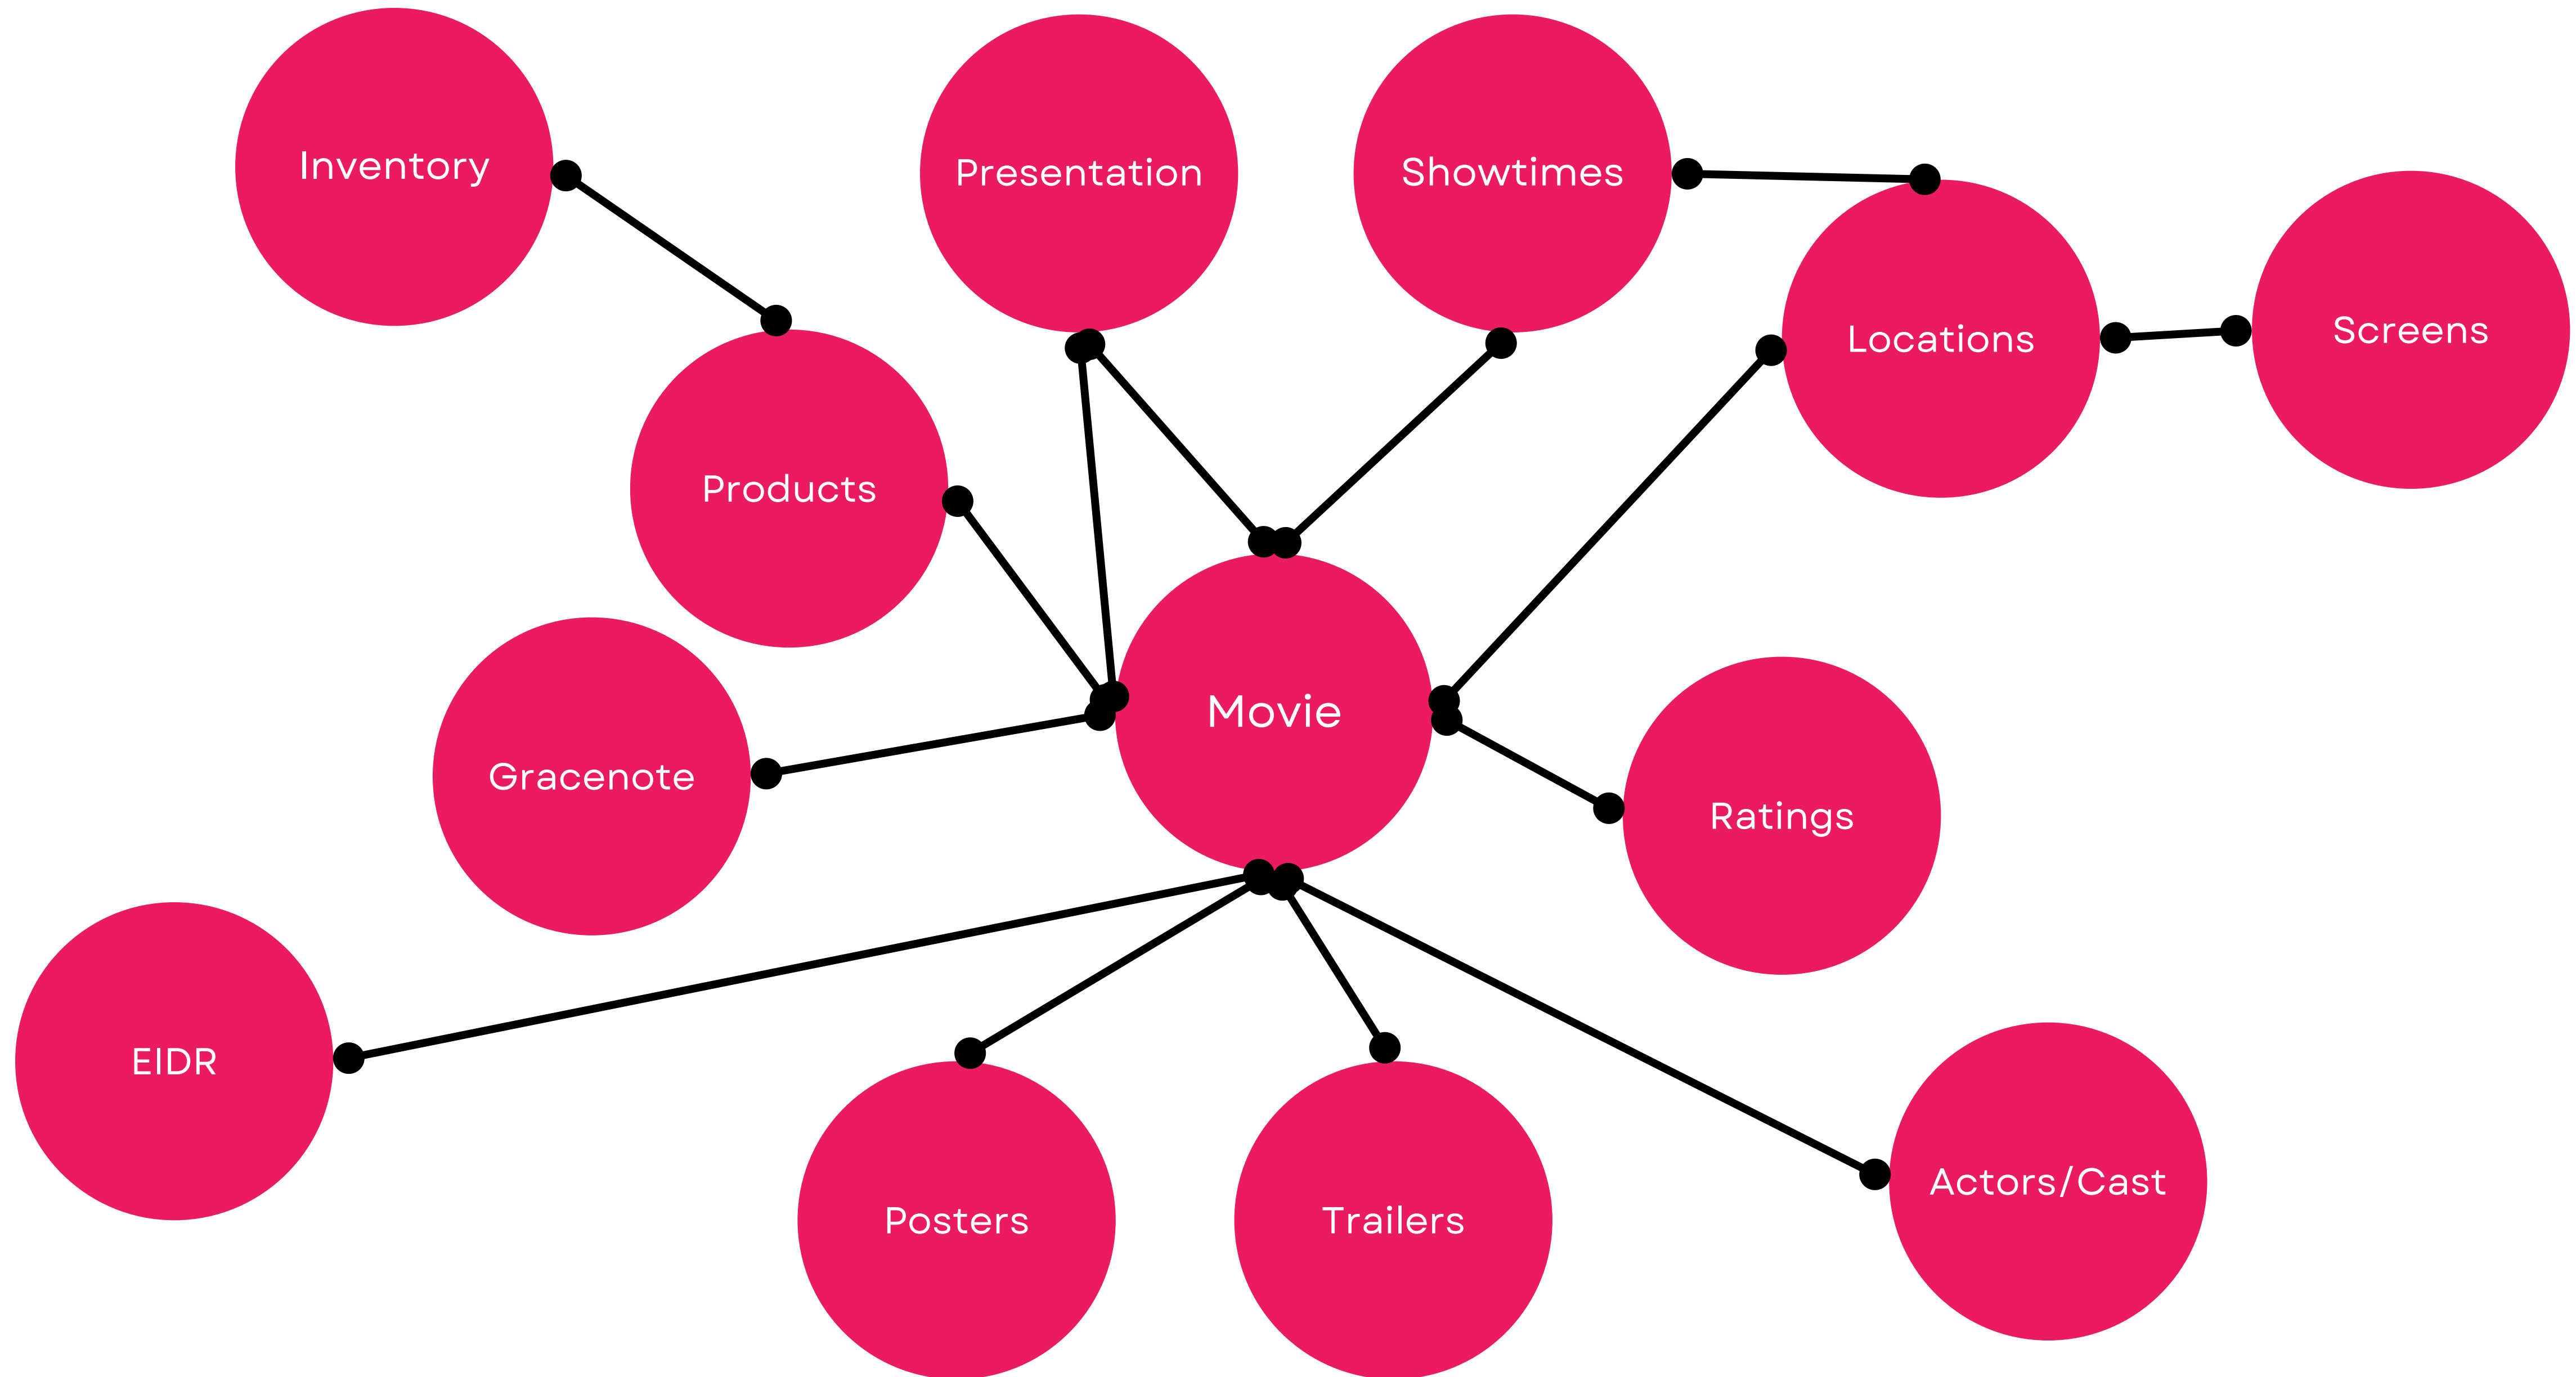 Inventory
Presentation
Showtimes
Locations
Screens
Products
Movie
Gracenote
Ratings
EIDR
Posters
Trailers
Actors/Cast